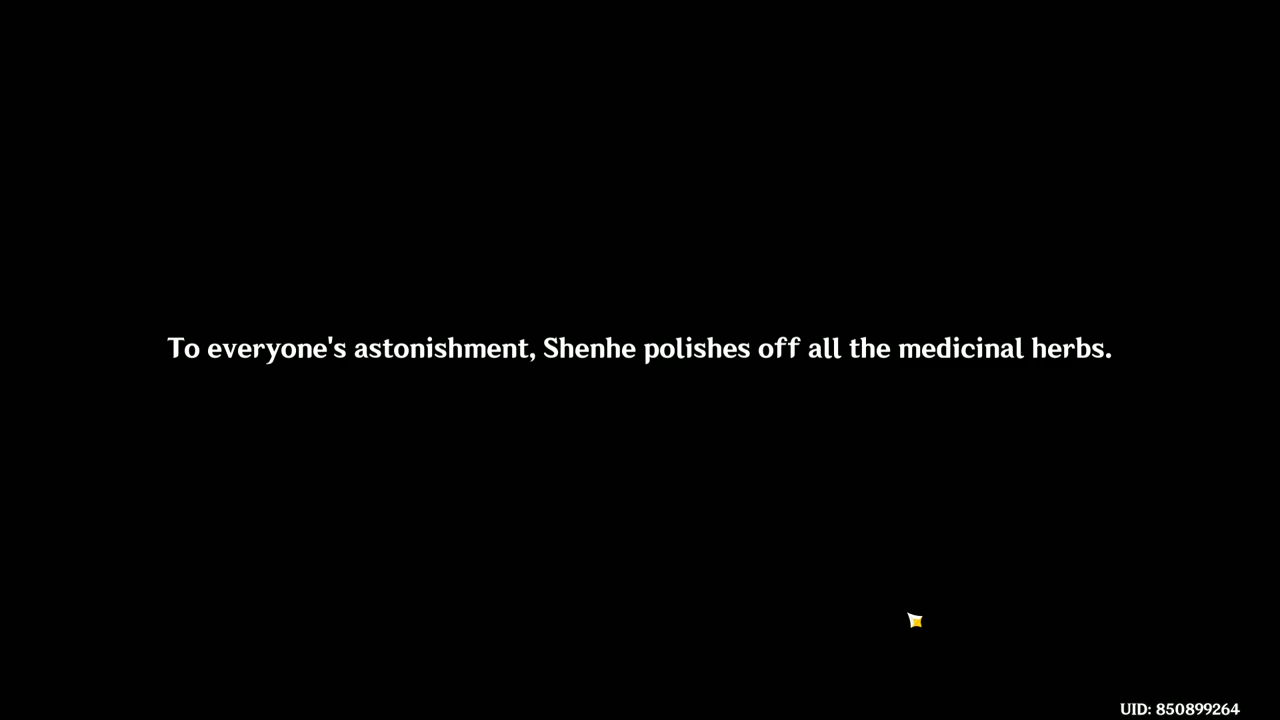 To everyone's astonishment, Shenhe polishes off all the medicinal herbs.
UID: 850899264